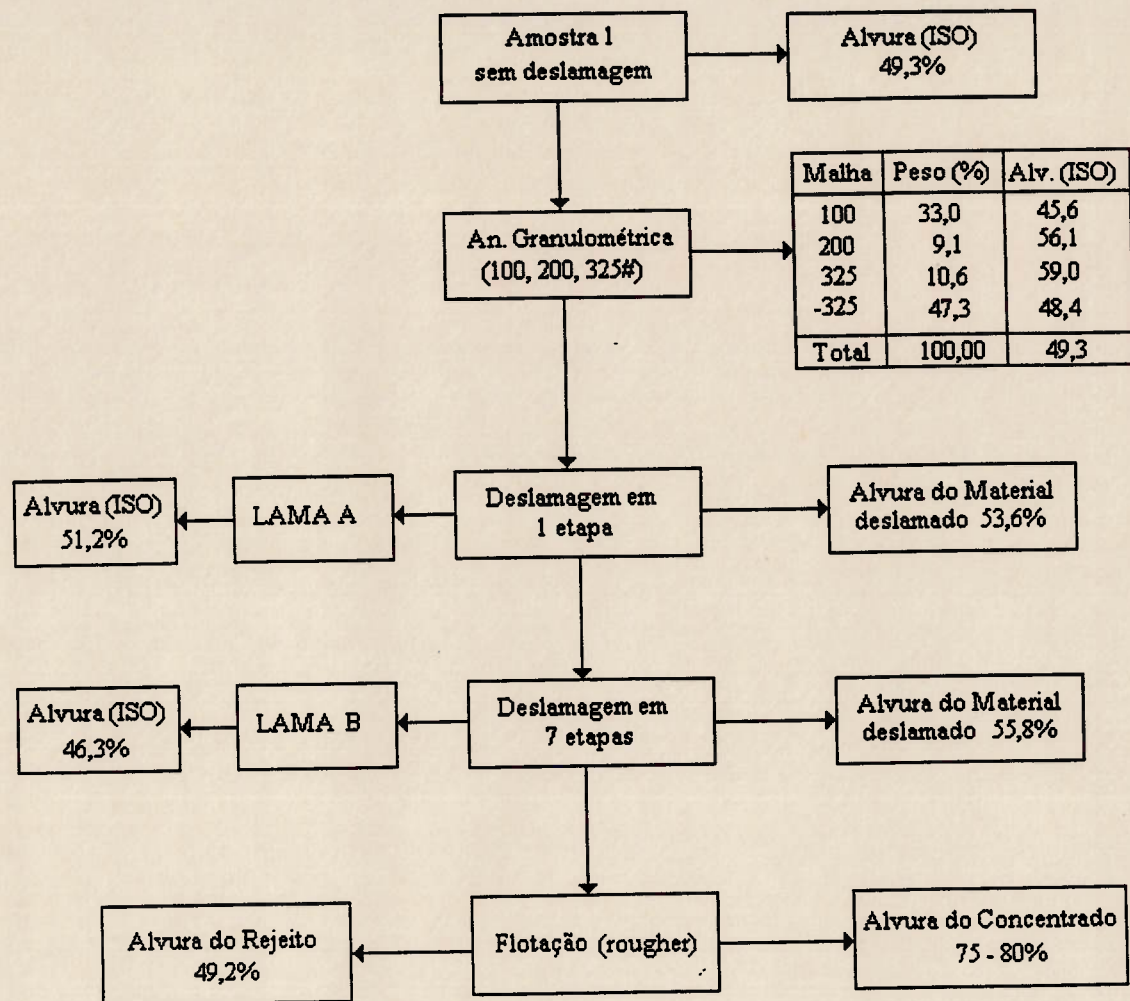 Amostra 1
sem deslamagem
Alvura (ISO)
49,3%
An. Granulométrica
(100, 200, 325#)
Malha Peso (%) Alv. (ISO)
100 33,0 45,6
200 9,1 56,1
325 10,6 59,0
-325 47,3 48,4
Total 100,00 49,3
Alvura (ISO)
51,2%
LAMA A
Deslamagem em
1 etapa
Alvura do Material
deslamado 53,6%
Alvura (ISO)
46,3%
LAMA B
Deslamagem em
7 etapas
Alvura do Material
deslamado 55,8%
Alvura do Rejeito
49,2%
Flotação (rougher)
Alvura do Concentrado
75 - 80%